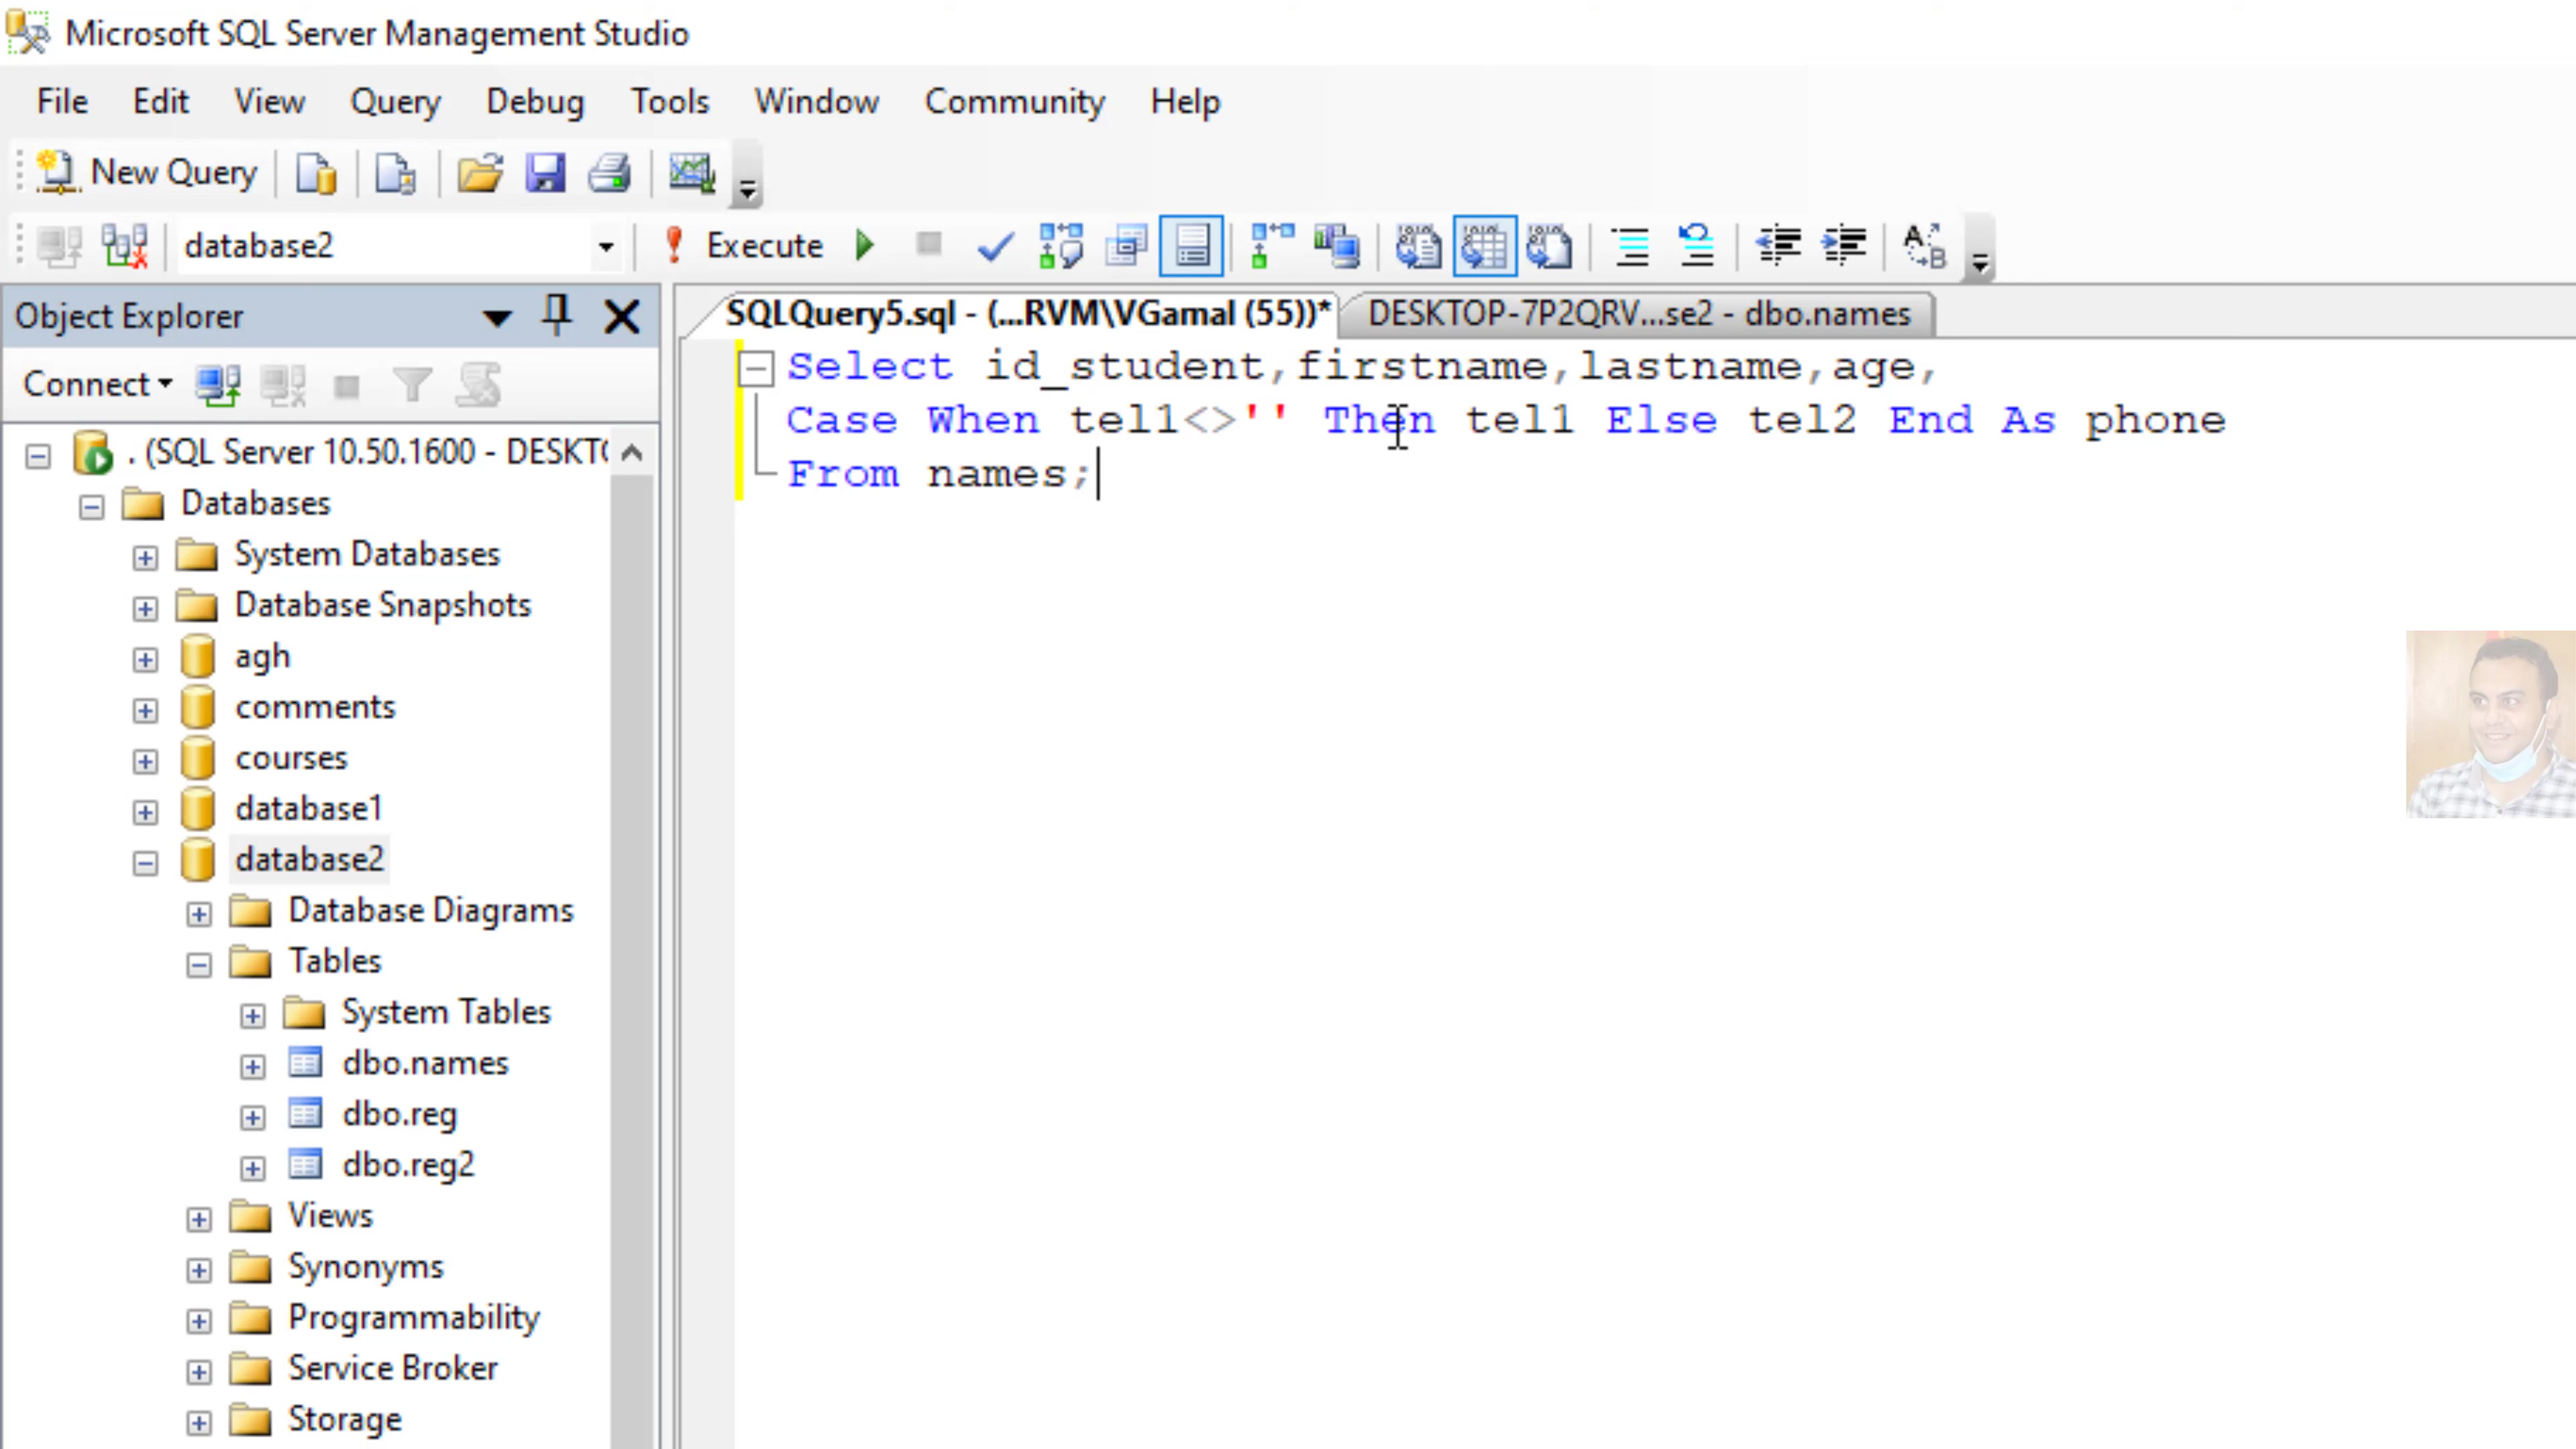 Microsoft SQL Server Management Studio
File Edit View Query Debug Tools Window Community Help
New Query
database2 Execute
Object Explorer
SQLQuery5.sql - (...RVM\VGamal (55))* DESKTOP-7P2QRV...se2 - dbo.names
Connect
Select id_student,firstname,lastname,age,
Case When tel1<>'' Then tel1 Else tel2 End As phone
From names;
. (SQL Server 10.50.1600 - DESKT
Databases
System Databases
Database Snapshots
agh
comments
courses
database1
database2
Database Diagrams
Tables
System Tables
dbo.names
dbo.reg
dbo.reg2
Views
Synonyms
Programmability
Service Broker
Storage